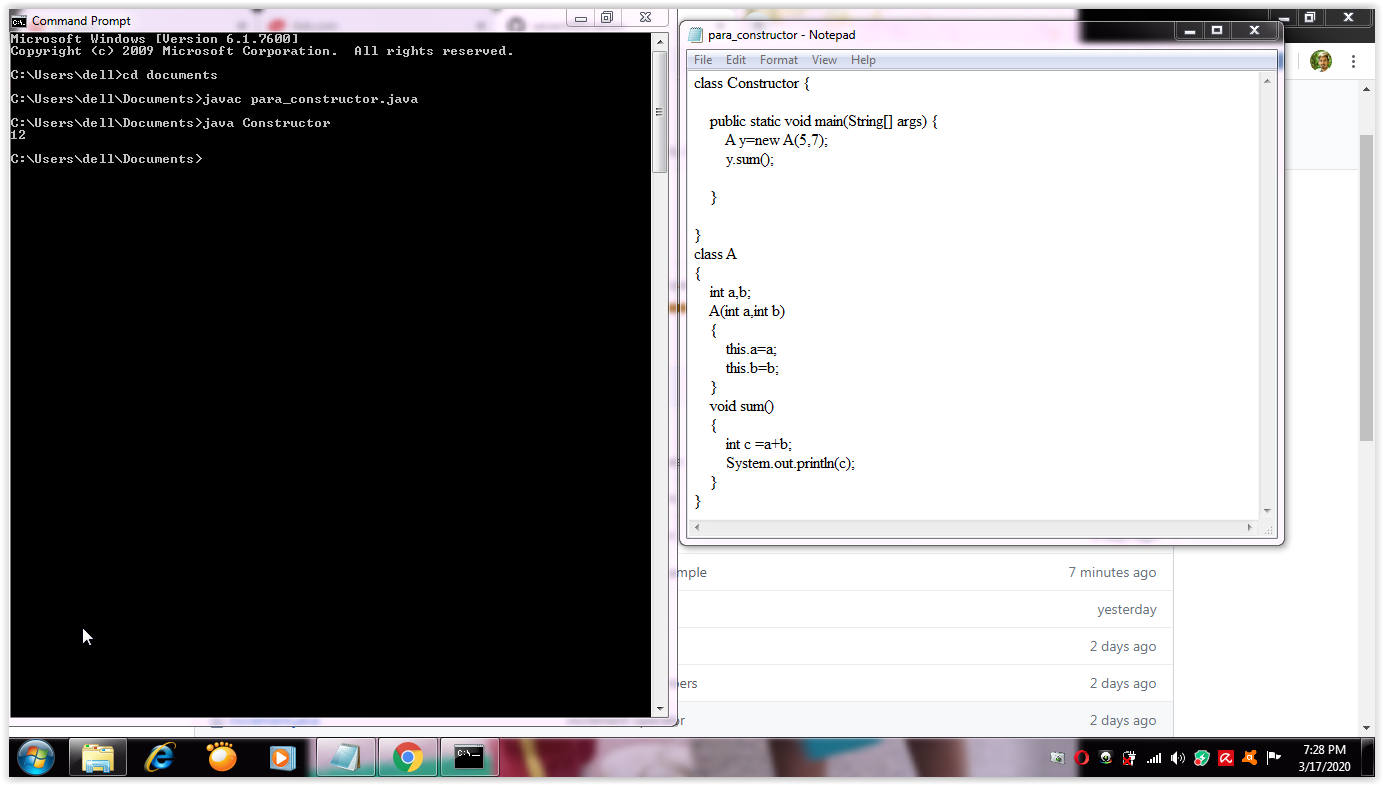 Command Prompt
Microsoft Windows [Version 6.1.7600]
Copyright (c) 2009 Microsoft Corporation.  All rights reserved.
C:\Users\dell>cd documents
C:\Users\dell\Documents>javac para_constructor.java
C:\Users\dell\Documents>java Constructor
12
C:\Users\dell\Documents>
para_constructor - Notepad
File Edit Format View Help
class Constructor {
public static void main(String[] args) {
A y=new A(5,7);
y.sum();
}
}
class A
{
int a,b;
A(int a,int b)
{
this.a=a;
this.b=b;
}
void sum()
{
int c =a+b;
System.out.println(c);
}
}
mple 7 minutes ago
yesterday
2 days ago
bers 2 days ago
2 days ago
C:\_
7:28 PM
3/17/2020